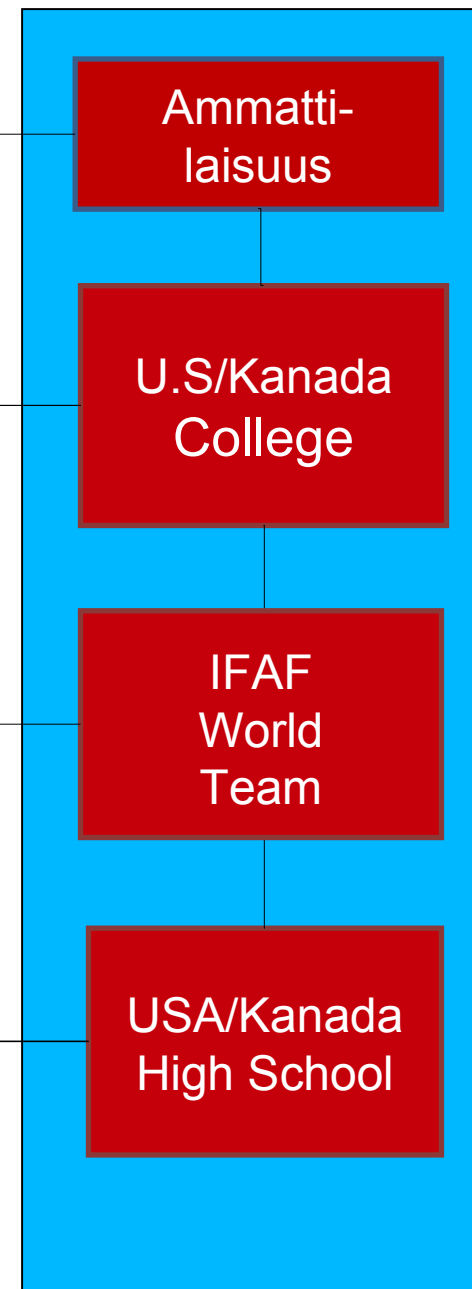 Ammatti-
laisuus
U.S/Kanada
College
IFAF
World
Team
USA/Kanada
High School